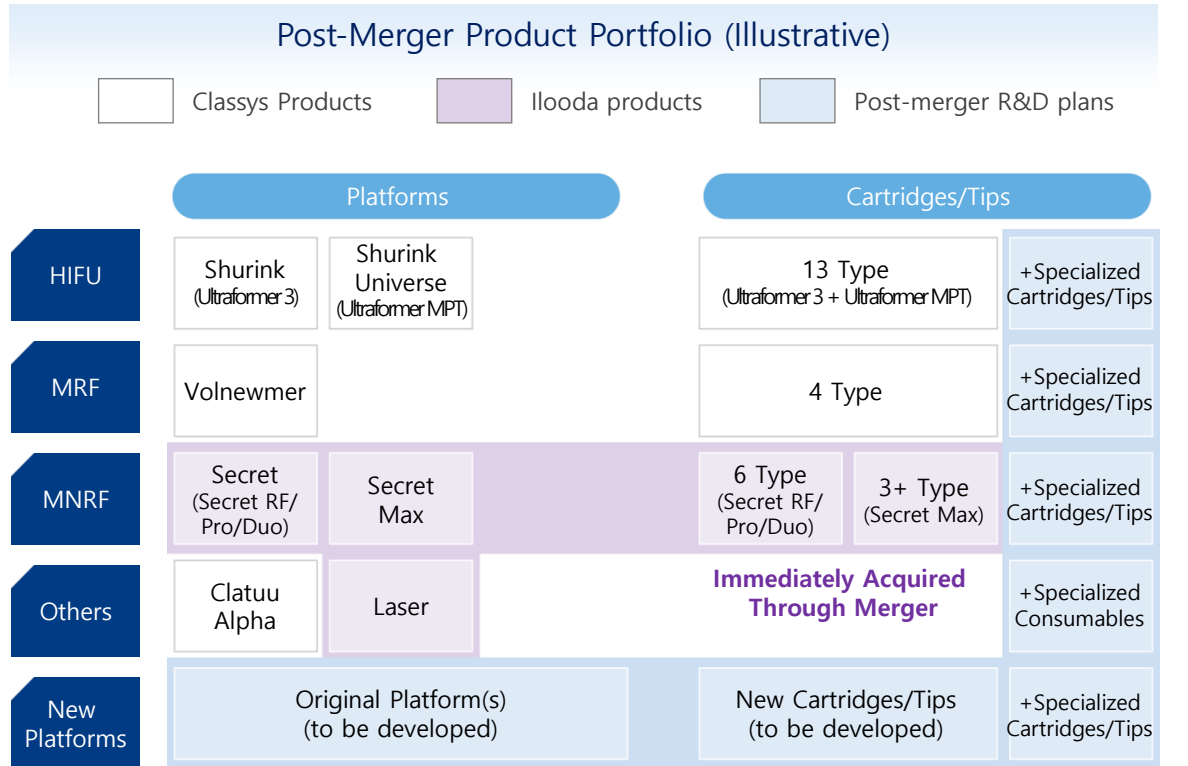 Post-Merger Product Portfolio (Illustrative)
Classys Products
Ilooda products
Post-merger R&D plans
Platforms
Cartridges/Tips
HIFU
Shurink
(Ultraformer 3)
Shurink
Universe
(Ultraformer MPT)
13 Type
(Ultraformer 3 + Ultraformer MPT)
+Specialized
Cartridges/Tips
MRF
Volnewmer
4 Type
+Specialized
Cartridges/Tips
MNRF
Secret
(Secret RF/
Pro/Duo)
Secret
Max
6 Type
(Secret RF/
Pro/Duo)
3+ Type
(Secret Max)
+Specialized
Cartridges/Tips
Others
Clatuu
Alpha
Laser
Immediately Acquired
Through Merger
+Specialized
Consumables
New
Platforms
Original Platform(s)
(to be developed)
New Cartridges/Tips
(to be developed)
+Specialized
Cartridges/Tips